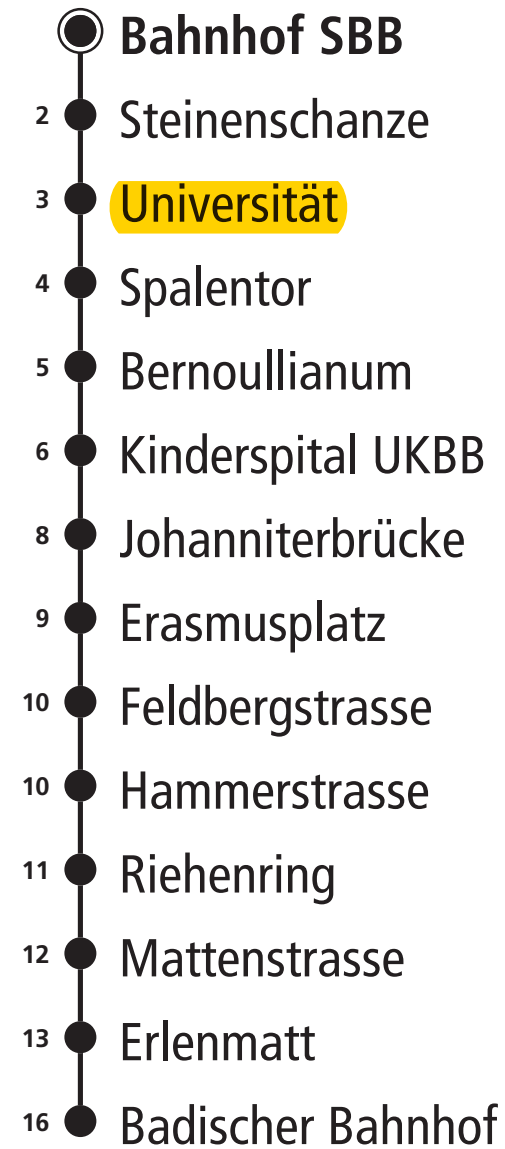 Bahnhof SBB
2 Steinenschanze
3 Universität
4 Spalentor
5 Bernoullianum
6 Kinderspital UKBB
8 Johanniterbrücke
9 Erasmusplatz
10 Feldbergstrasse
10 Hammerstrasse
11 Riehenring
12 Mattenstrasse
13 Erlenmatt
16 Badischer Bahnhof